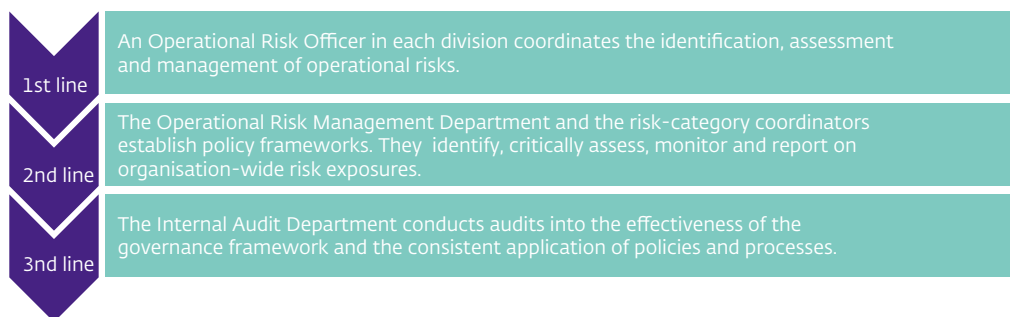 An Operational Risk Officer in each division coordinates the identification, assessment
and management of operational risks.
1st line
The Operational Risk Management Department and the risk-category coordinators
establish policy frameworks. They  identify, critically assess, monitor and report on
organisation-wide risk exposures.
2nd line
The Internal Audit Department conducts audits into the effectiveness of the
governance framework and the consistent application of policies and processes.
3nd line